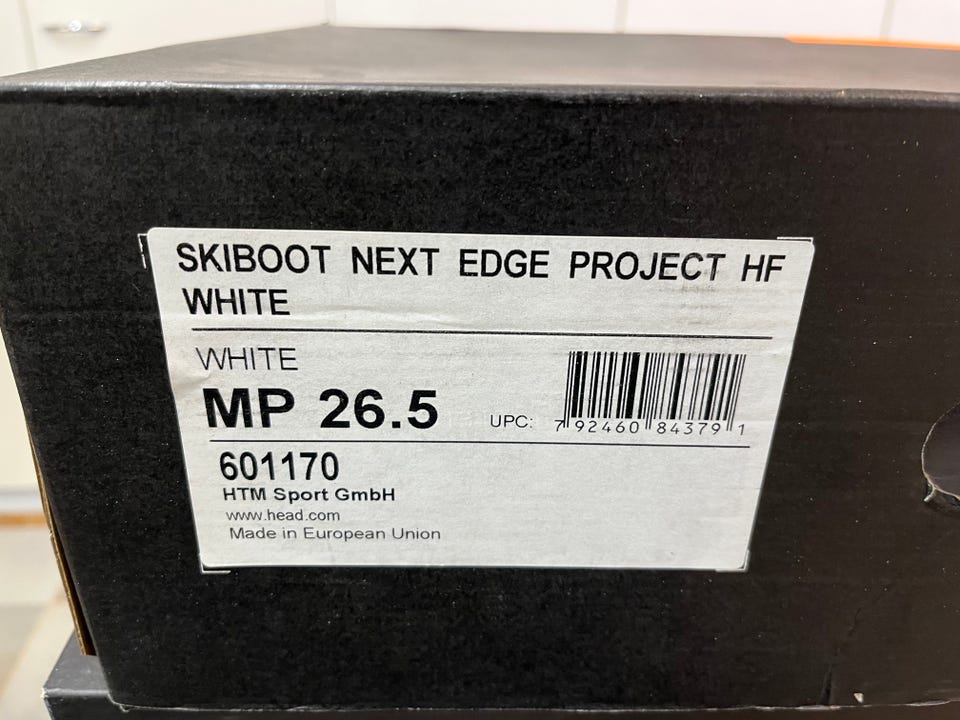 SKIBOOT NEXT EDGE PROJECT HF
WHITE
WHITE
MP 26.5
UPC: 7 92460 84379 1
601170
HTM Sport GmbH
www.head.com
Made in European Union